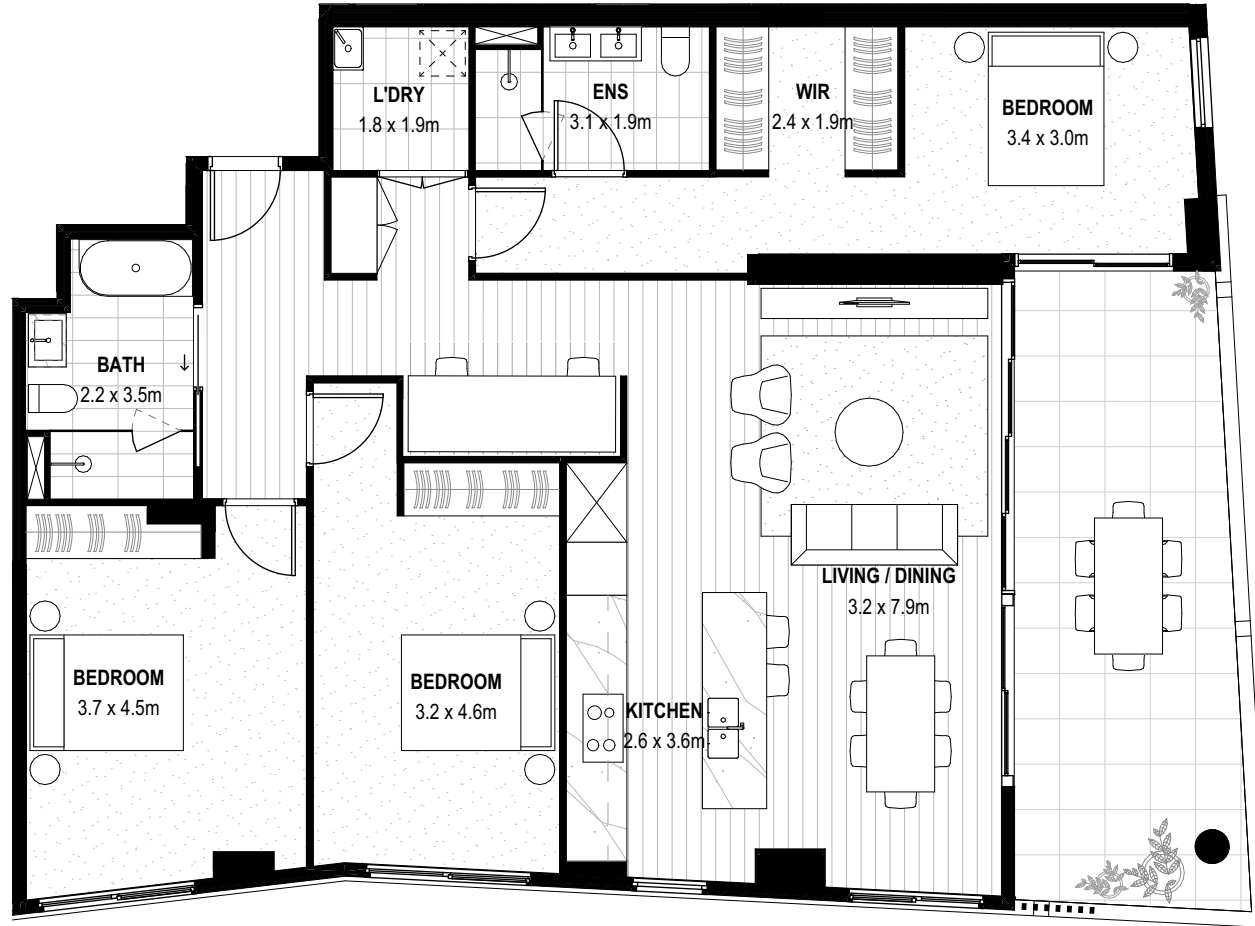 L'DRY
1.8 x 1.9m
ENS
3.1 x 1.9m
WIR
2.4 x 1.9m
BEDROOM
3.4 x 3.0m
BATH
2.2 x 3.5m
LIVING / DINING
3.2 x 7.9m
BEDROOM
3.7 x 4.5m
BEDROOM
3.2 x 4.6m
KITCHEN
2.6 x 3.6m